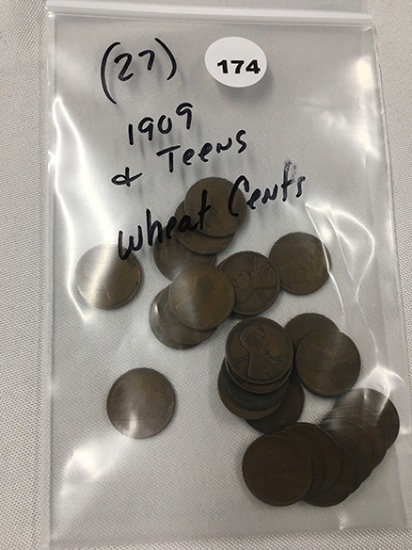 (27)
174
1909
& Teens
Wheat Cents